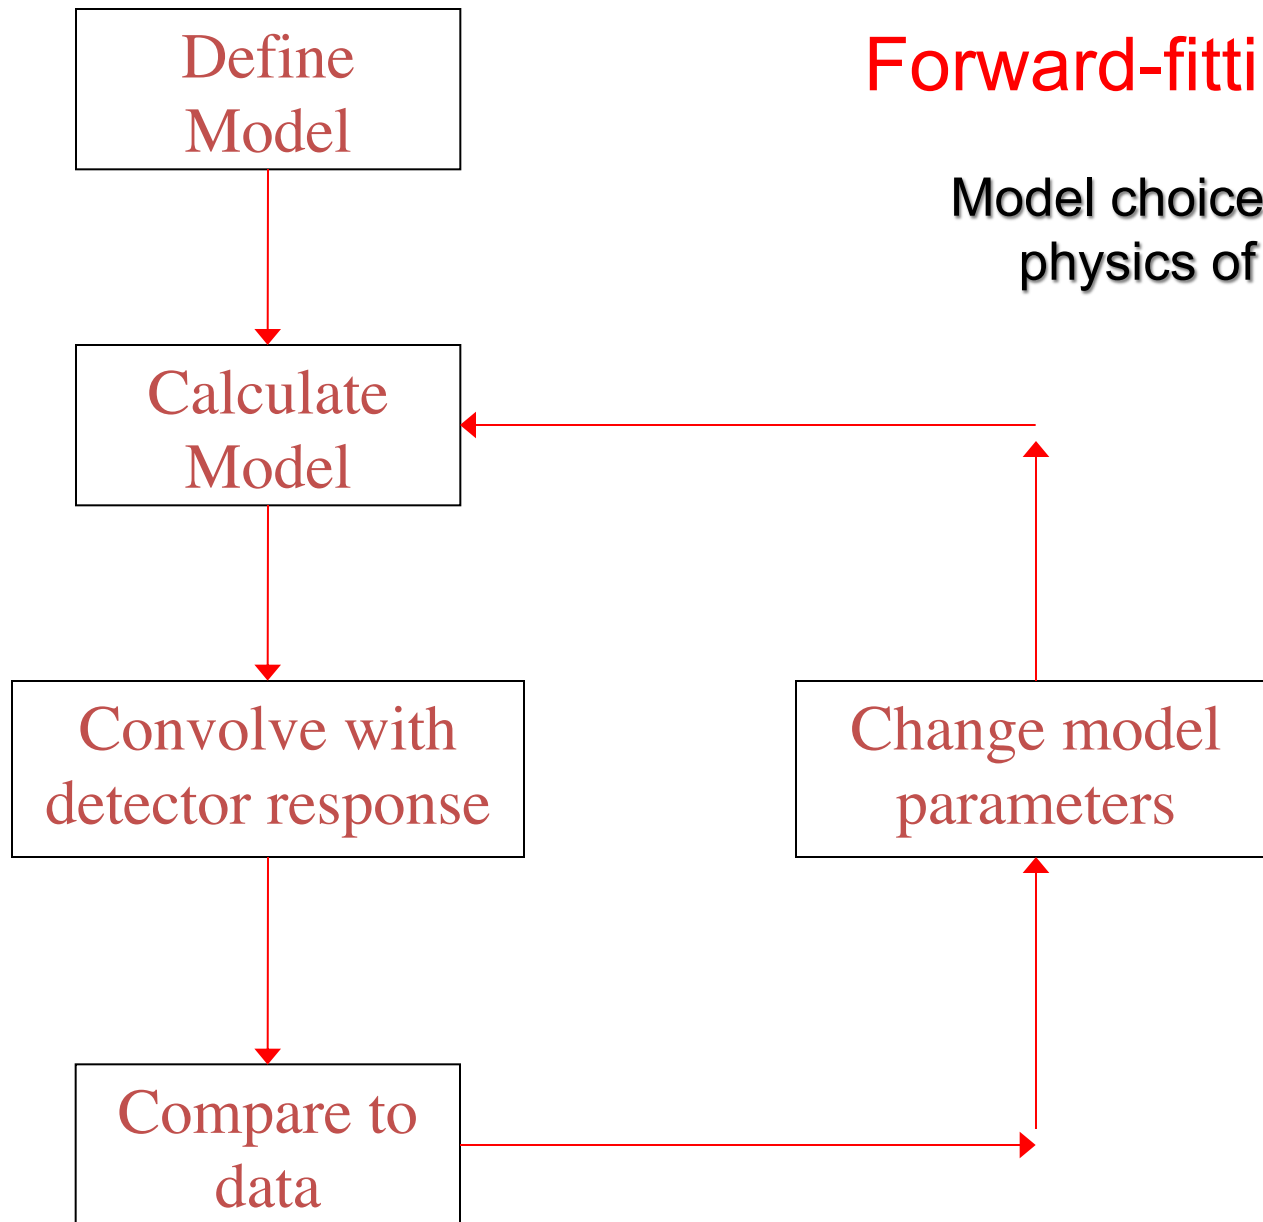 Define
Model
Forward-fitti
Model choice
physics of
Calculate
Model
Convolve with
detector response
Change model
parameters
Compare to
data